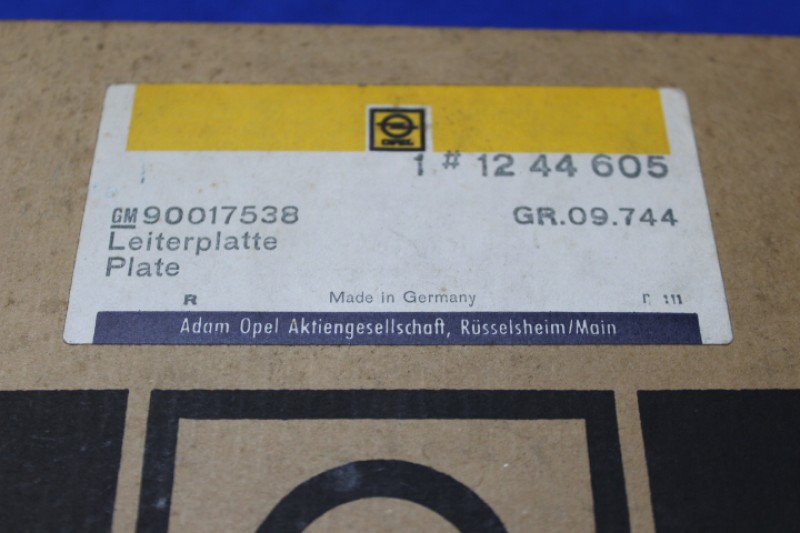 OPEL
1 # 12 44 605
GM 90017538 GR.09.744
Leiterplatte
Plate
R Made in Germany
Adam Opel Aktiengesellschaft, Rüsselsheim/Main